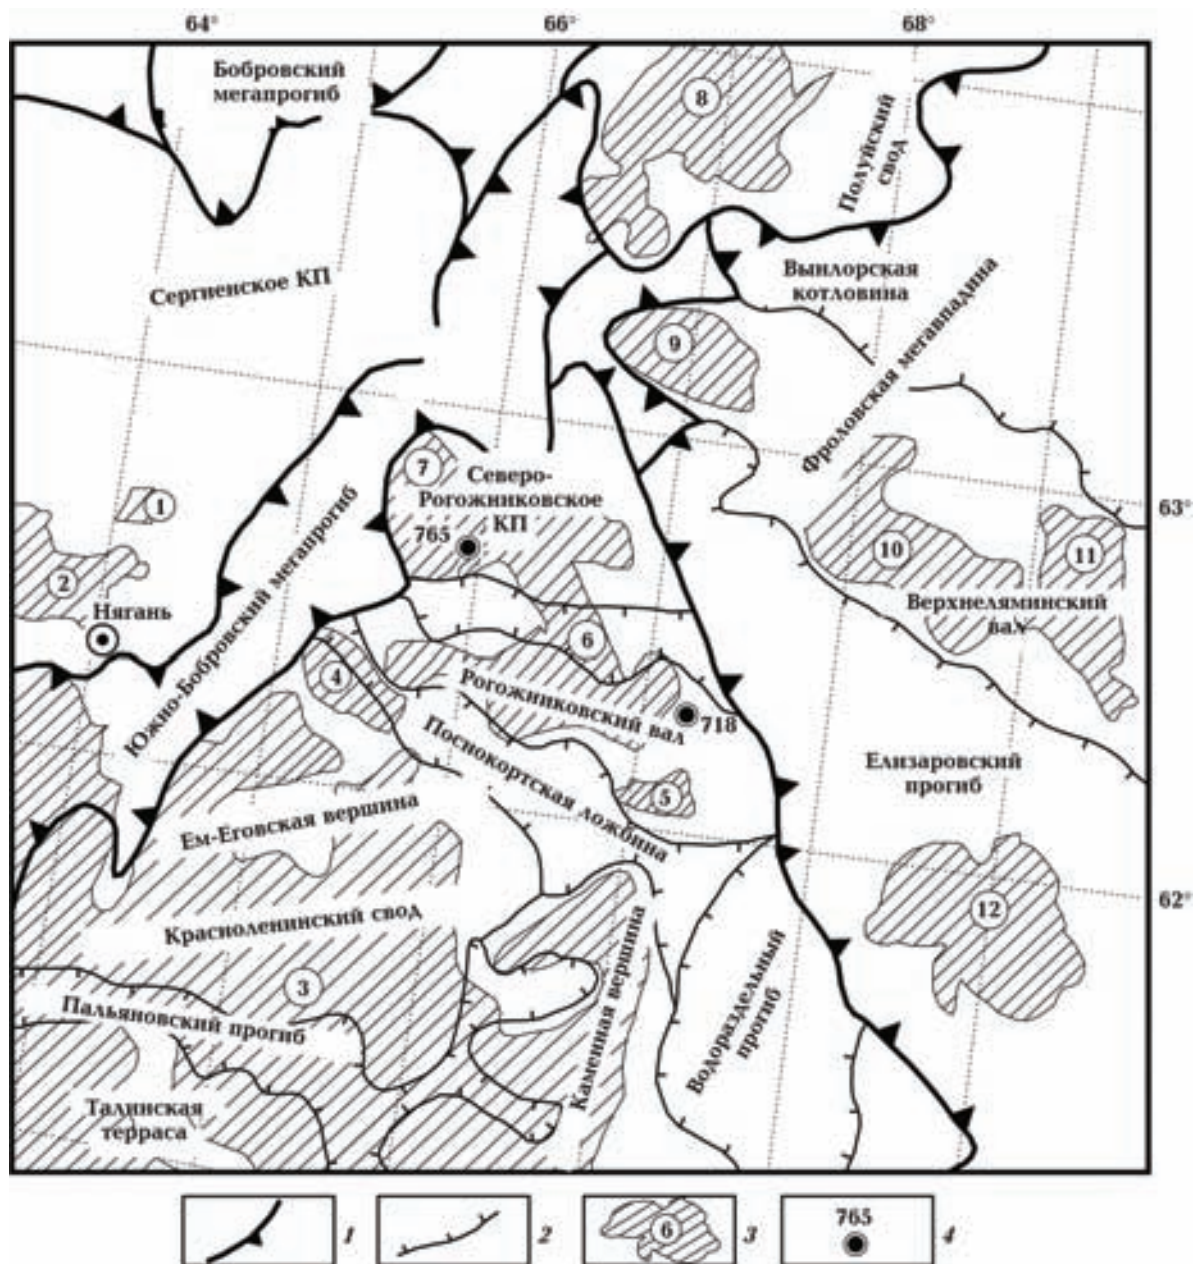 64°
66°
68°
Бобровский
мегапрогиб
8
Полуйский
свод
Сергиенское КП
Вынлорская
котловина
9
Фроловская мегавпадина
7
Северо-
Рогожниковское
КП
765
63°
1
2
10
11
Нягань
Верхнеляминский
вал
Южно-Бобровский мегапрогиб
6
4
Рогожниковский вал
718
Поснокортская ложбина
Елизаровский
прогиб
5
Ем-Еговская вершина
62°
12
Красноленинский свод
3
Каменная вершина
Водораздельный
прогиб
Пальяновский прогиб
Талинская
терраса
1
2
6
3
765
4